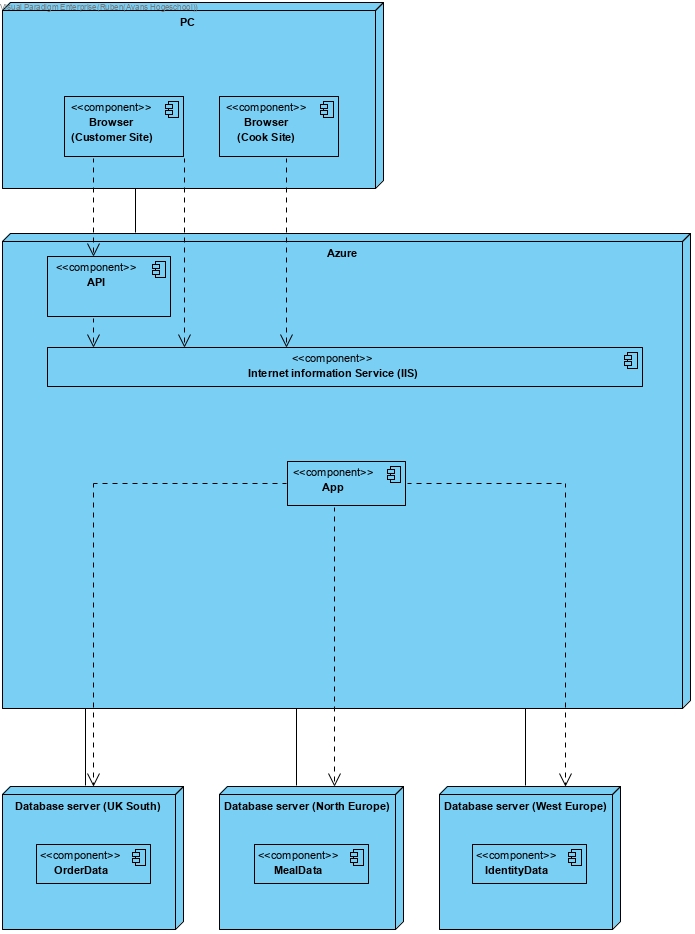 Visual Paradigm Enterprise(Ruben(Avans Hogeschool))
PC
<<component>>
Browser
(Customer Site)
<<component>>
Browser
(Cook Site)
Azure
<<component>>
API
<<component>>
Internet information Service (IIS)
<<component>>
App
Database server (UK South)
<<component>>
OrderData
Database server (North Europe)
<<component>>
MealData
Database server (West Europe)
<<component>>
IdentityData